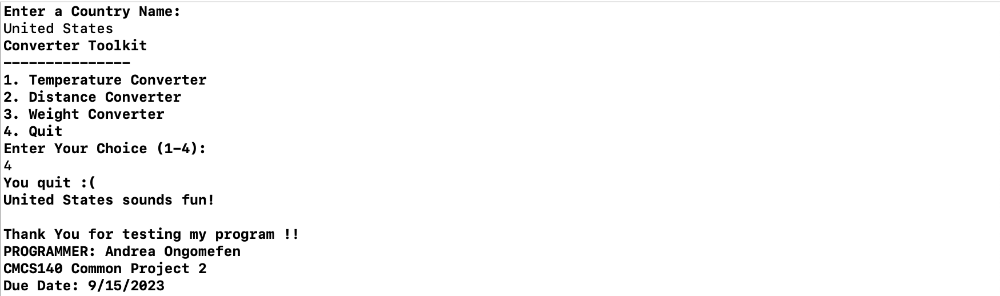 Enter a Country Name:
United States
Converter Toolkit
---------------
1. Temperature Converter
2. Distance Converter
3. Weight Converter
4. Quit
Enter Your Choice (1-4):
4
You quit :(
United States sounds fun!

Thank You for testing my program !!
PROGRAMMER: Andrea Ongomefen
CMCS140 Common Project 2
Due Date: 9/15/2023